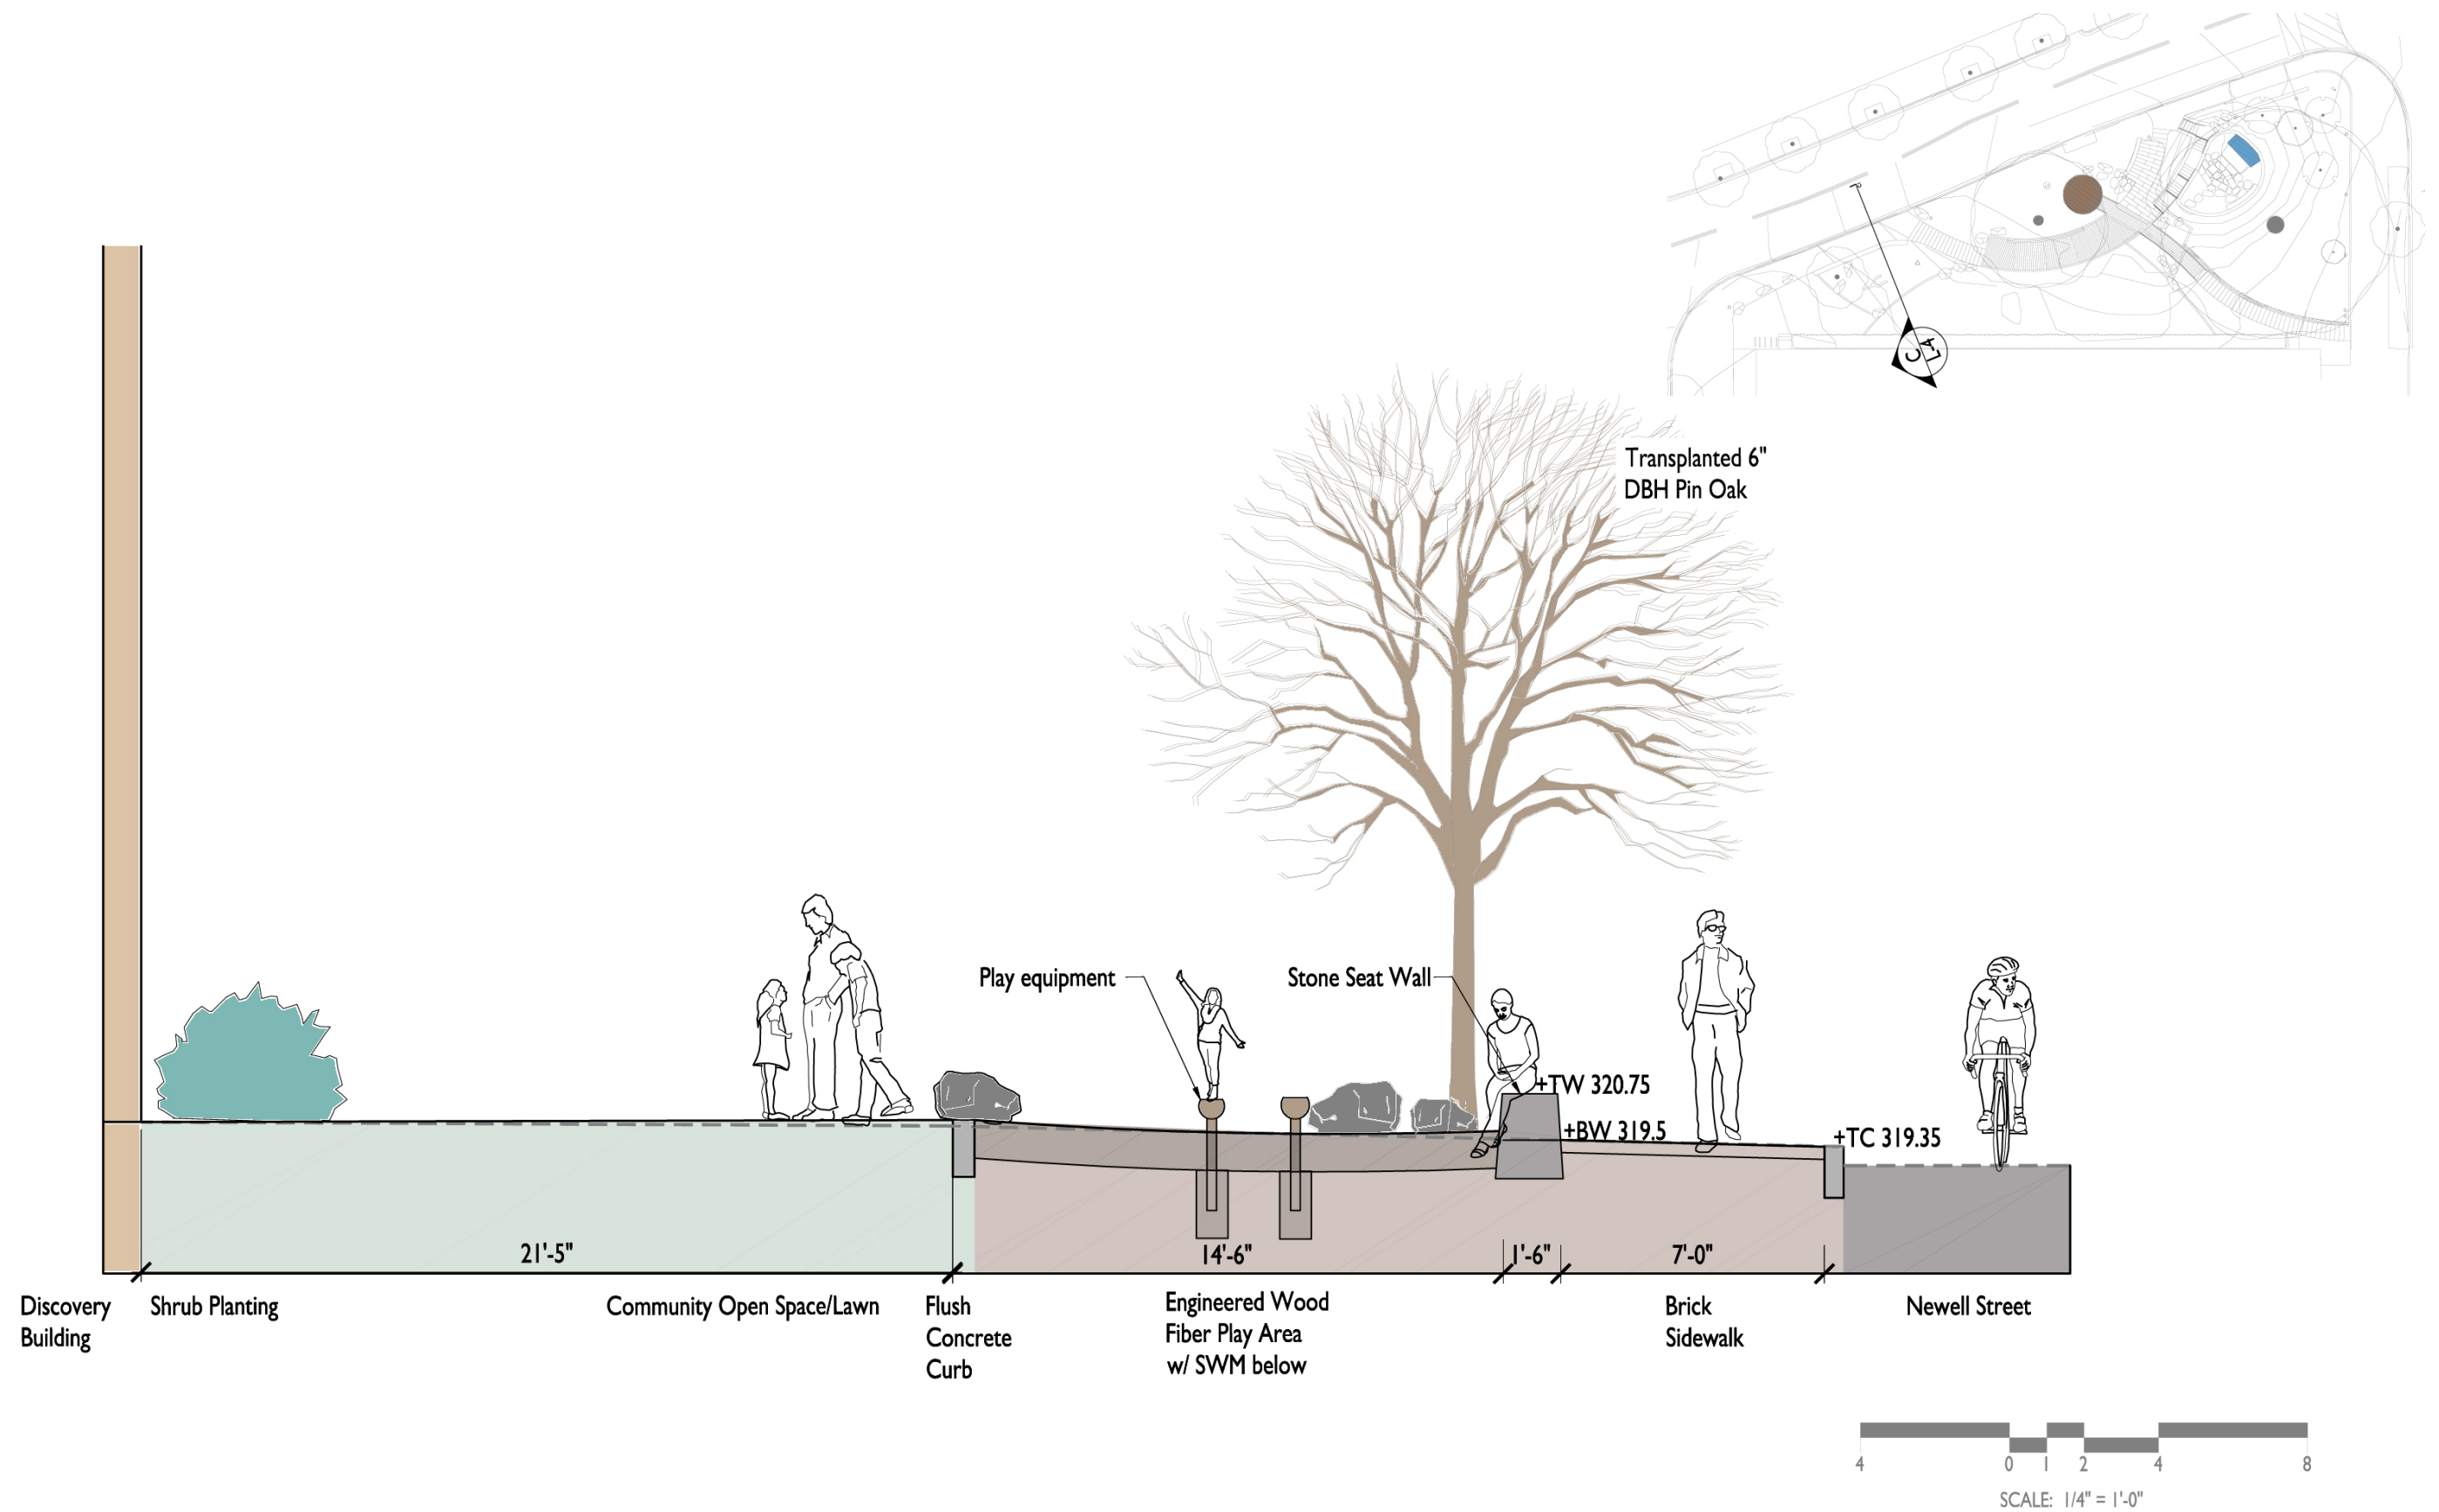 C
L4
Transplanted 6"
DBH Pin Oak
Play equipment
Stone Seat Wall
+TW 320.75
+BW 319.5
+TC 319.35
21'-5"
14'-6"
1'-6"
7'-0"
Discovery
Building
Shrub Planting
Community Open Space/Lawn
Flush
Concrete
Curb
Engineered Wood
Fiber Play Area
w/ SWM below
Brick
Sidewalk
Newell Street
4 0 1 2 4 8
SCALE: 1/4" = 1'-0"